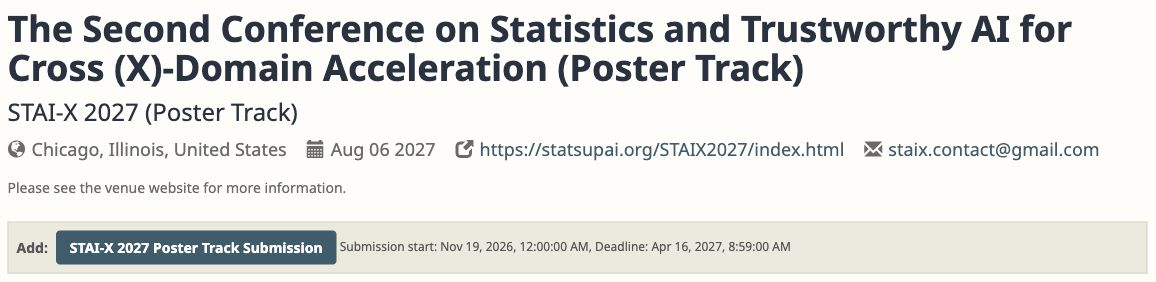 The Second Conference on Statistics and Trustworthy AI for
Cross (X)-Domain Acceleration (Poster Track)
STAI-X 2027 (Poster Track)
Chicago, Illinois, United States Aug 06 2027 https://statsupai.org/STAIX2027/index.html staix.contact@gmail.com
Please see the venue website for more information.
Add: STAI-X 2027 Poster Track Submission Submission start: Nov 19, 2026, 12:00:00 AM, Deadline: Apr 16, 2027, 8:59:00 AM